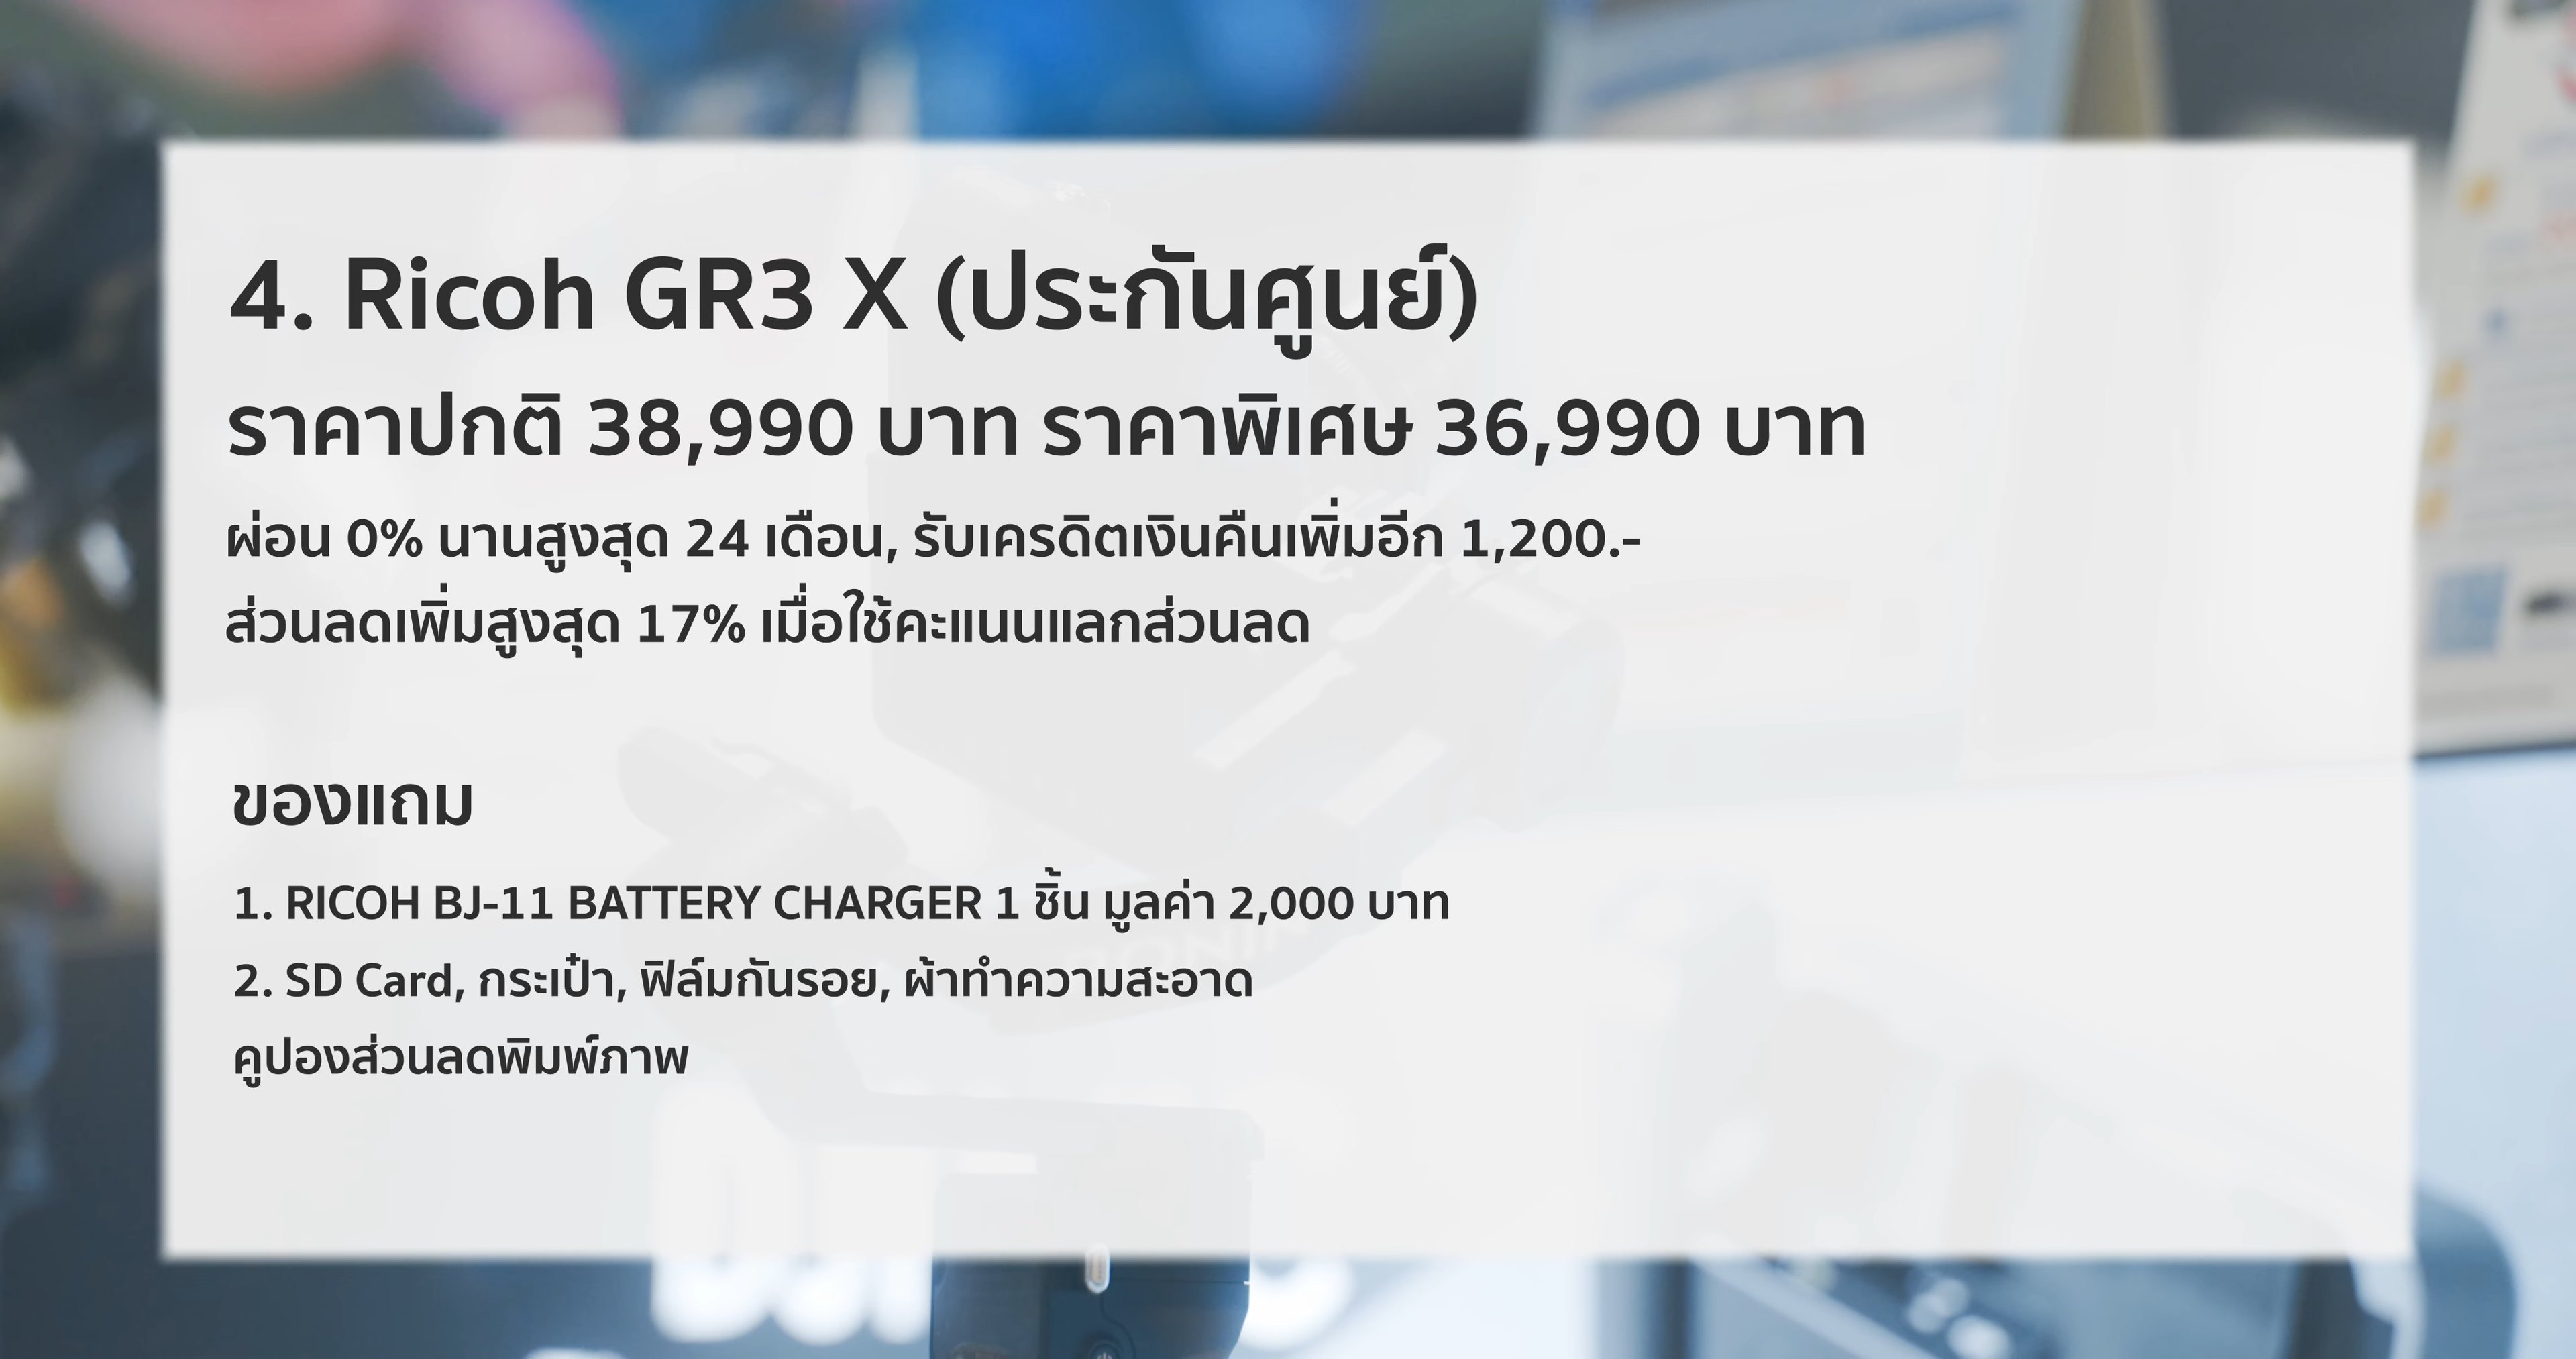 4. Ricoh GR3 X (ประกันศูนย์)
ราคาปกติ 38,990 บาท ราคาพิเศษ 36,990 บาท
ผ่อน 0% นานสูงสุด 24 เดือน, รับเครดิตเงินคืนเพิ่มอีก 1,200.-
ส่วนลดเพิ่มสูงสุด 17% เมื่อใช้คะแนนแลกส่วนลด
ของแถม
1. RICOH BJ-11 BATTERY CHARGER 1 ชิ้น มูลค่า 2,000 บาท
2. SD Card, กระเป๋า, ฟิล์มกันรอย, ผ้าทำความสะอาด
คูปองส่วนลดพิมพ์ภาพ